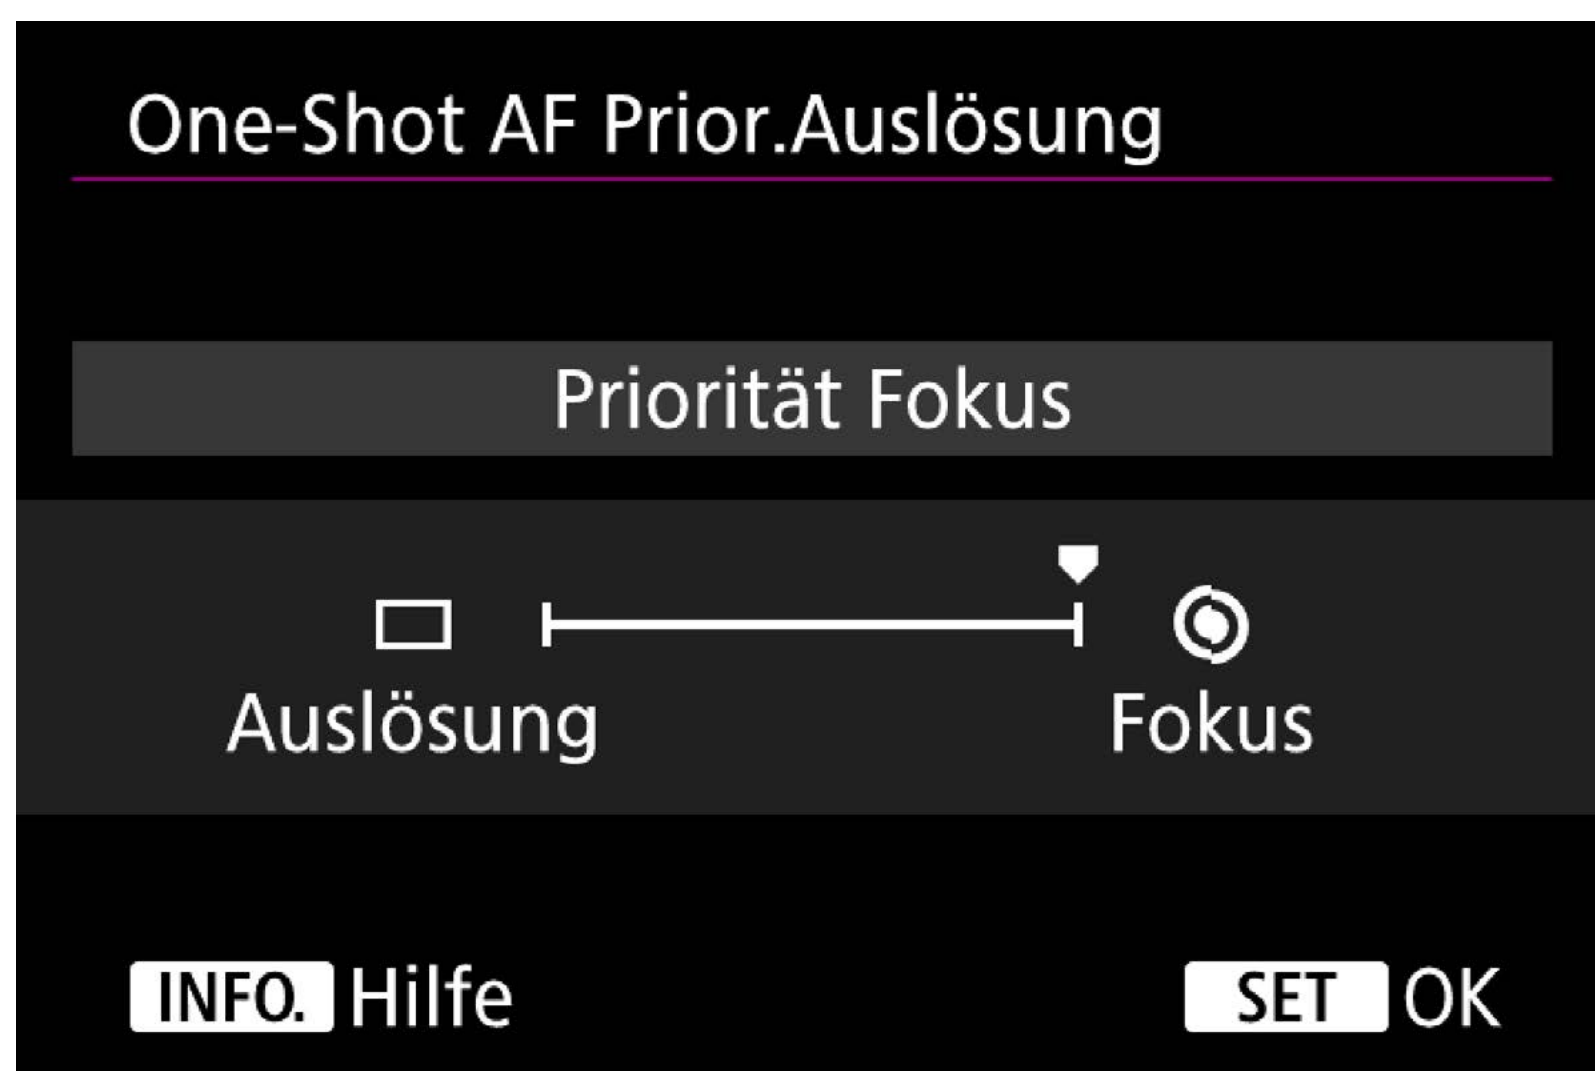 One-Shot AF Prior.Auslösung
Priorität Fokus
Auslösung
Fokus
INFO. Hilfe
SET OK